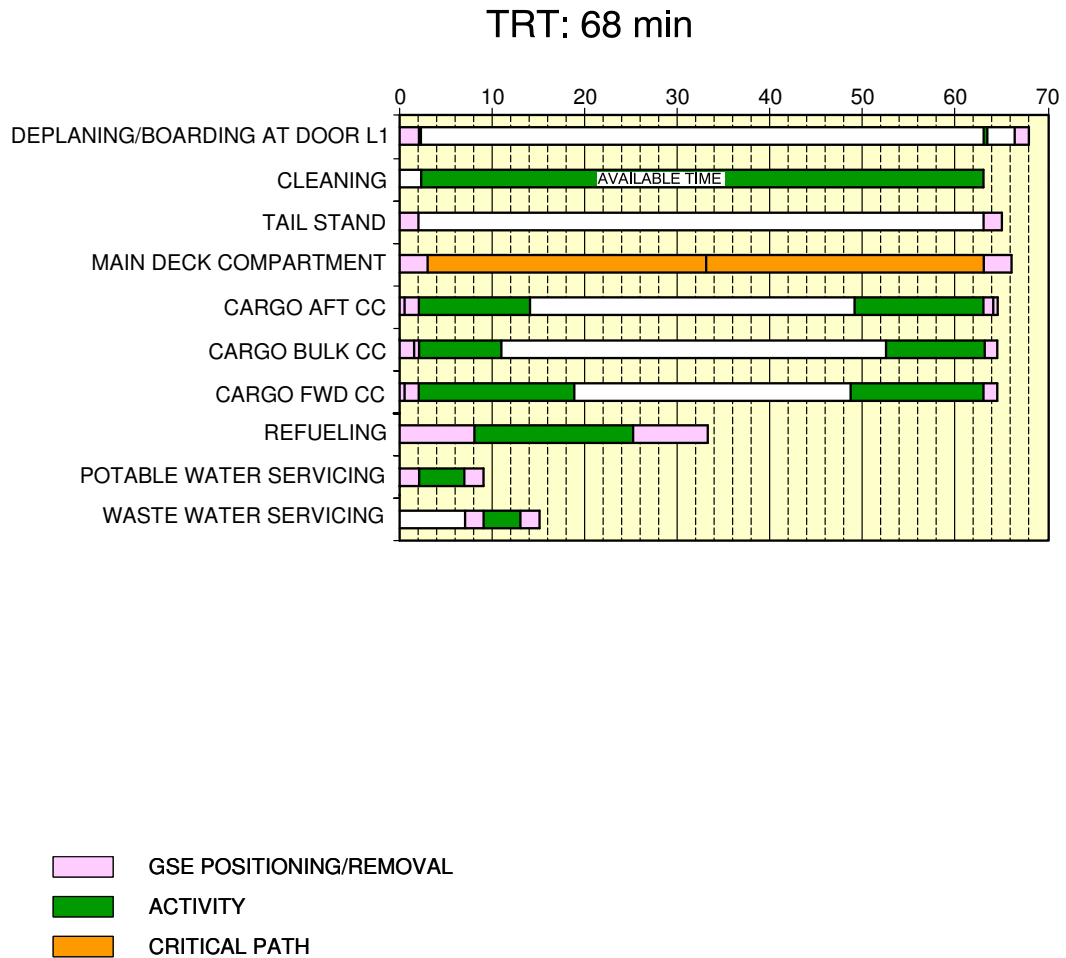 TRT: 68 min
0 10 20 30 40 50 60 70
DEPLANING/BOARDING AT DOOR L1
CLEANING
AVAILABLE TIME
TAIL STAND
MAIN DECK COMPARTMENT
CARGO AFT CC
CARGO BULK CC
CARGO FWD CC
REFUELING
POTABLE WATER SERVICING
WASTE WATER SERVICING
GSE POSITIONING/REMOVAL
ACTIVITY
CRITICAL PATH